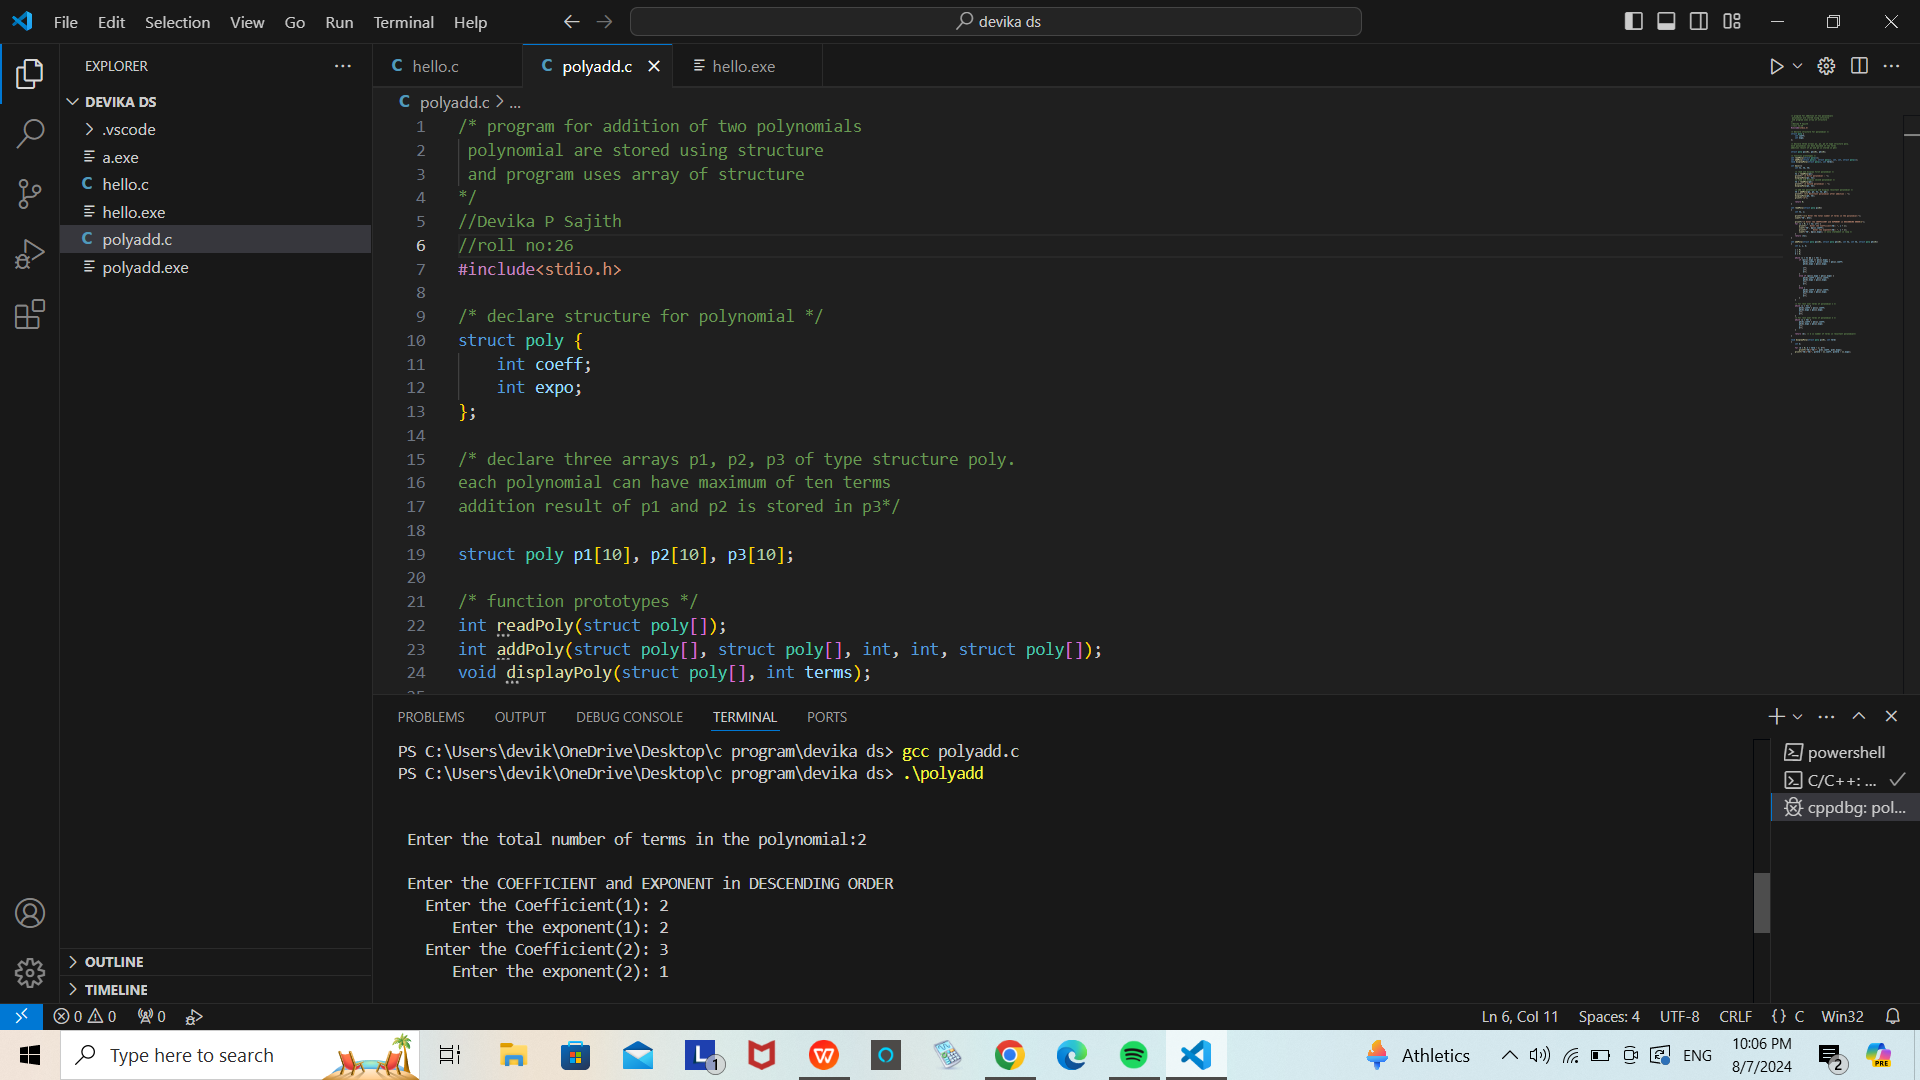 File Edit Selection View Go Run Terminal Help
devika ds
EXPLORER
DEVIKA DS
.vscode
a.exe
hello.c
hello.exe
polyadd.c
polyadd.exe
OUTLINE
TIMELINE
C hello.c
C polyadd.c
hello.exe
C polyadd.c > ...
1 /* program for addition of two polynomials
2 polynomial are stored using structure
3 and program uses array of structure
4 */
5 //Devika P Sajith
6 //roll no:26
7 #include<stdio.h>
8
9 /* declare structure for polynomial */
10 struct poly {
11 int coeff;
12 int expo;
13 };
14
15 /* declare three arrays p1, p2, p3 of type structure poly.
16 each polynomial can have maximum of ten terms
17 addition result of p1 and p2 is stored in p3*/
18
19 struct poly p1[10], p2[10], p3[10];
20
21 /* function prototypes */
22 int readPoly(struct poly[]);
23 int addPoly(struct poly[], struct poly[], int, int, struct poly[]);
24 void displayPoly(struct poly[], int terms);
25
PROBLEMS OUTPUT DEBUG CONSOLE TERMINAL PORTS
PS C:\Users\devik\OneDrive\Desktop\c program\devika ds> gcc polyadd.c
PS C:\Users\devik\OneDrive\Desktop\c program\devika ds> .\polyadd
Enter the total number of terms in the polynomial:2
Enter the COEFFICIENT and EXPONENT in DESCENDING ORDER
Enter the Coefficient(1): 2
Enter the exponent(1): 2
Enter the Coefficient(2): 3
Enter the exponent(2): 1
powershell
C/C++: ...
cppdbg: pol...
0 0 0
Ln 6, Col 11 Spaces: 4 UTF-8 CRLF {} C Win32
Type here to search
L 1
W
Athletics
ENG
10:06 PM
8/7/2024
2
PRE